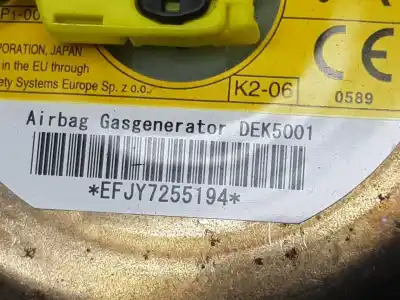 P1-00
PORATION, JAPAN
in the EU through
ety Systems Europe Sp. z o.o.,
K2-06
CE
0589
Airbag Gasgenerator DEK5001
*EFJY7255194*